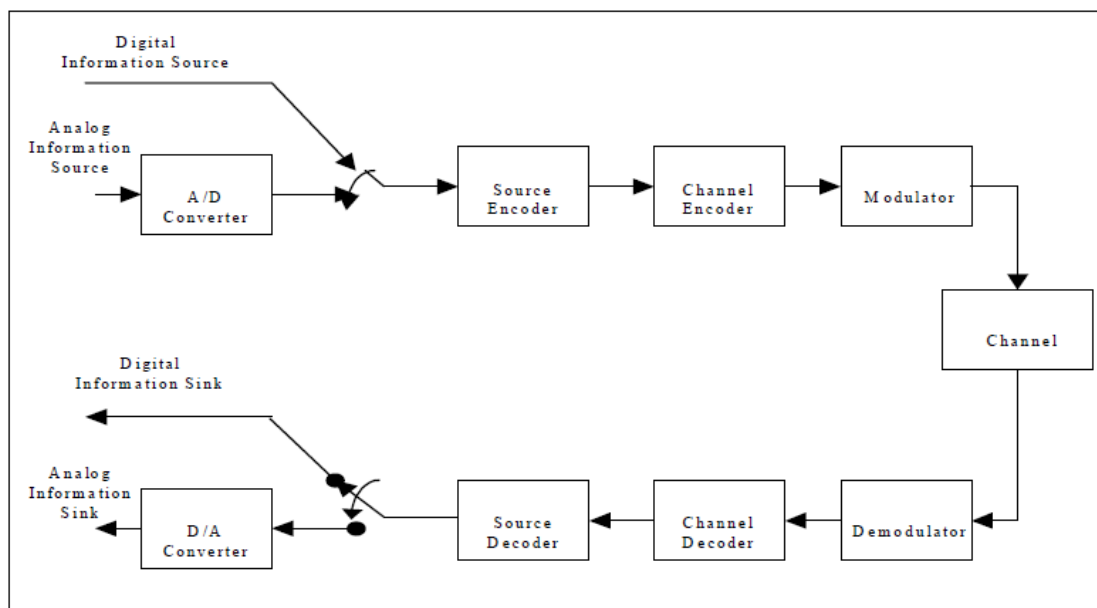 Digital
Information Source
Analog
Information
Source
A/D
Converter
Source
Encoder
Channel
Encoder
Modulator
Channel
Digital
Information Sink
Analog
Information
Sink
D/A
Converter
Source
Decoder
Channel
Decoder
Demodulator